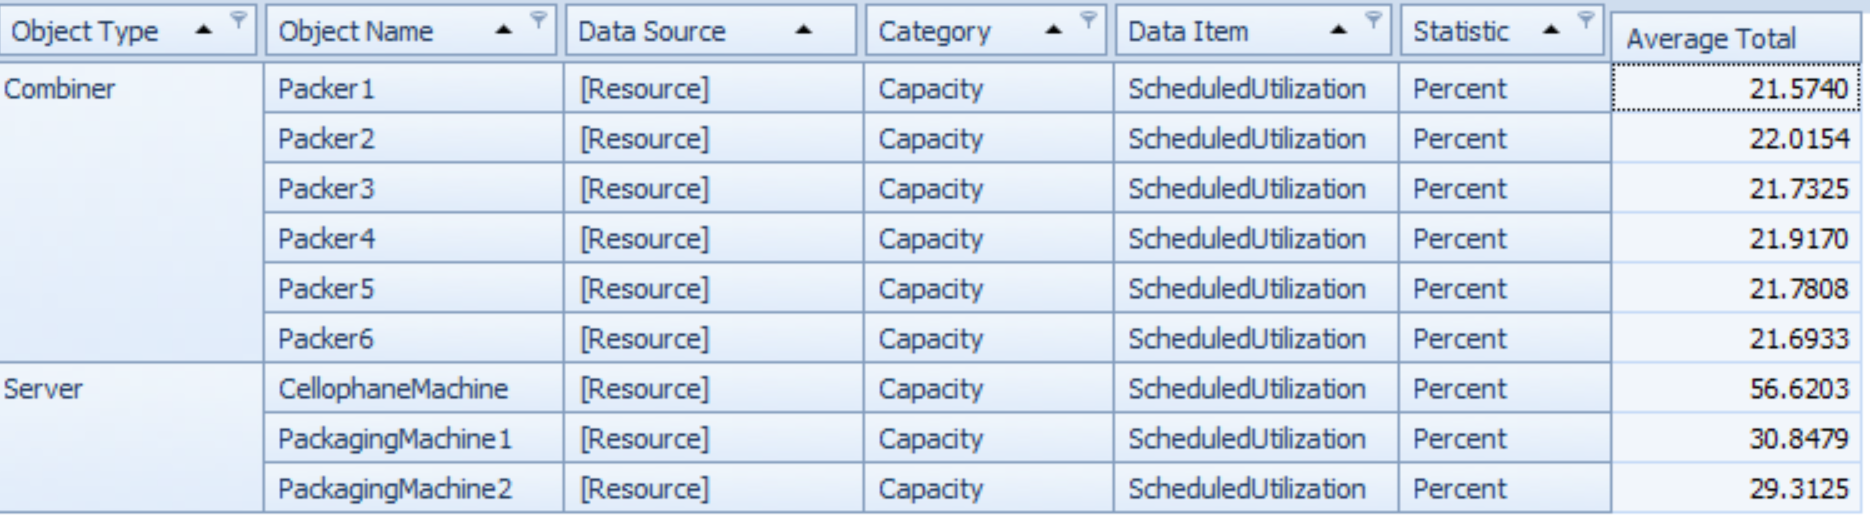 Object Type Object Name Data Source Category Data Item Statistic Average Total
Combiner Packer1 [Resource] Capacity ScheduledUtilization Percent 21.5740
Packer2 [Resource] Capacity ScheduledUtilization Percent 22.0154
Packer3 [Resource] Capacity ScheduledUtilization Percent 21.7325
Packer4 [Resource] Capacity ScheduledUtilization Percent 21.9170
Packer5 [Resource] Capacity ScheduledUtilization Percent 21.7808
Packer6 [Resource] Capacity ScheduledUtilization Percent 21.6933
Server CellophaneMachine [Resource] Capacity ScheduledUtilization Percent 56.6203
PackagingMachine1 [Resource] Capacity ScheduledUtilization Percent 30.8479
PackagingMachine2 [Resource] Capacity ScheduledUtilization Percent 29.3125